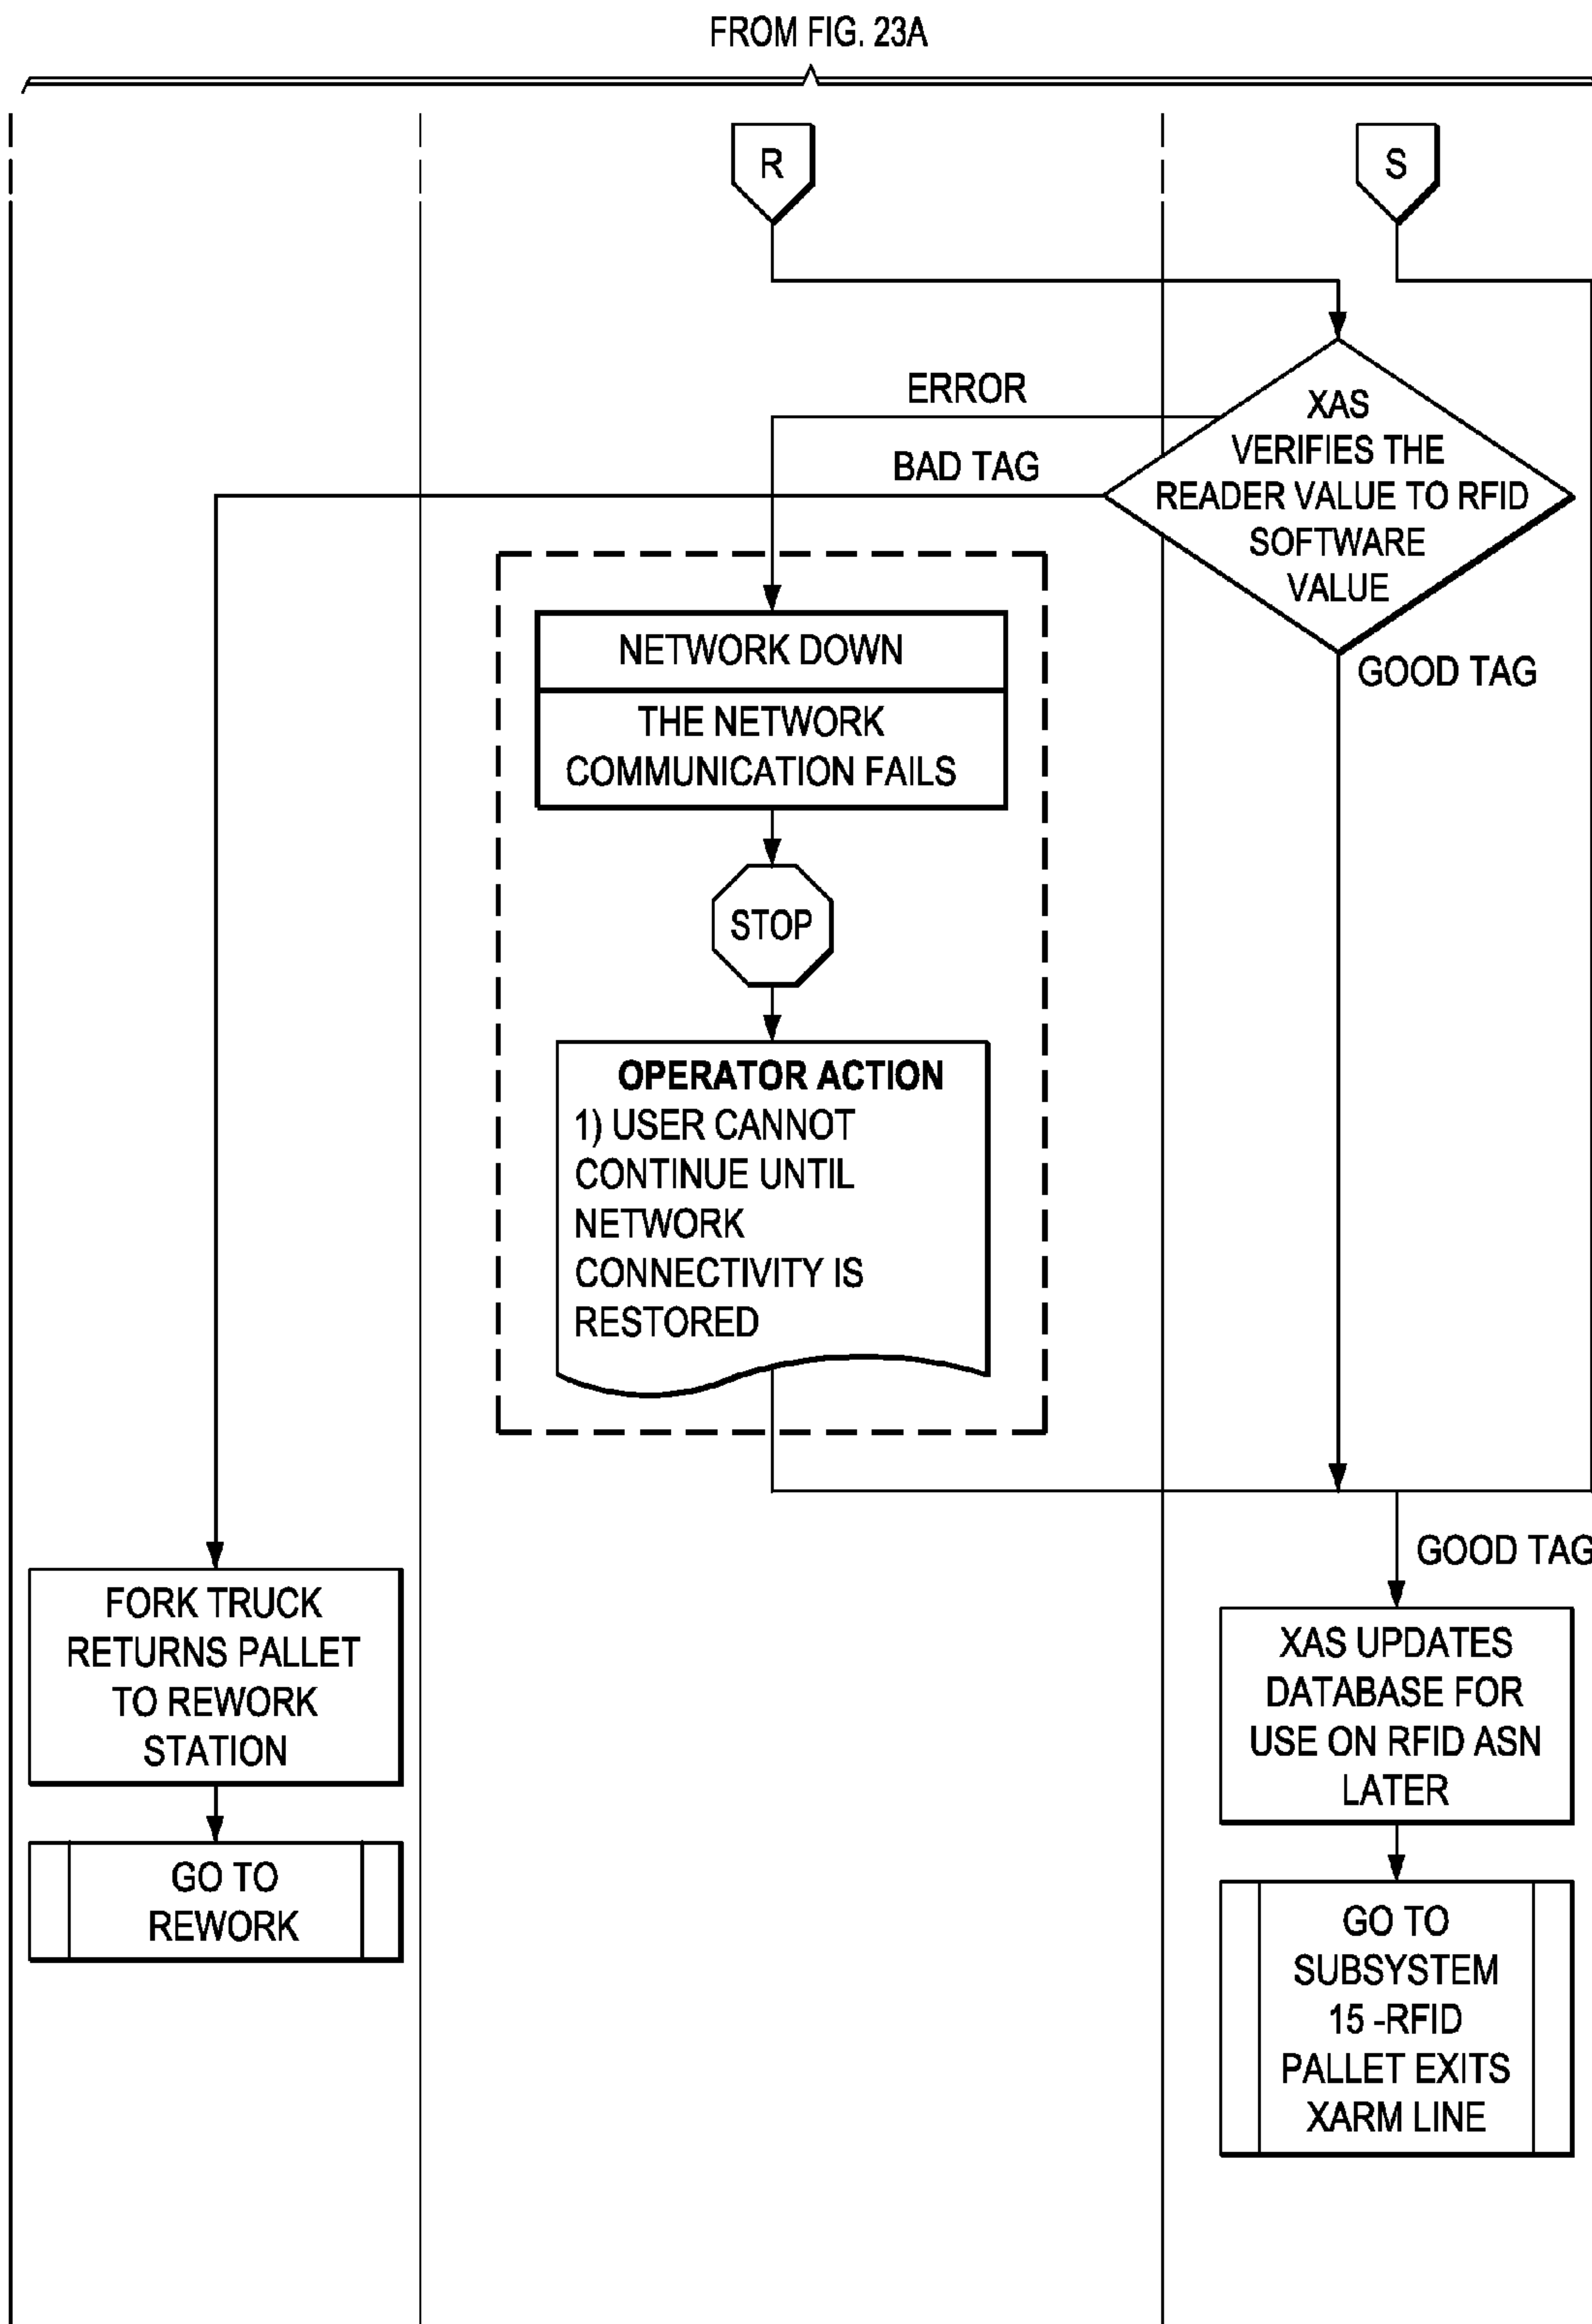 FROM FIG. 23A
R
S
ERROR
BAD TAG
XAS
VERIFIES THE
READER VALUE TO RFID
SOFTWARE
VALUE
GOOD TAG
NETWORK DOWN
THE NETWORK
COMMUNICATION FAILS
STOP
OPERATOR ACTION
1) USER CANNOT
CONTINUE UNTIL
NETWORK
CONNECTIVITY IS
RESTORED
GOOD TAG
FORK TRUCK
RETURNS PALLET
TO REWORK
STATION
GO TO
REWORK
XAS UPDATES
DATABASE FOR
USE ON RFID ASN
LATER
GO TO
SUBSYSTEM
15 -RFID
PALLET EXITS
XARM LINE